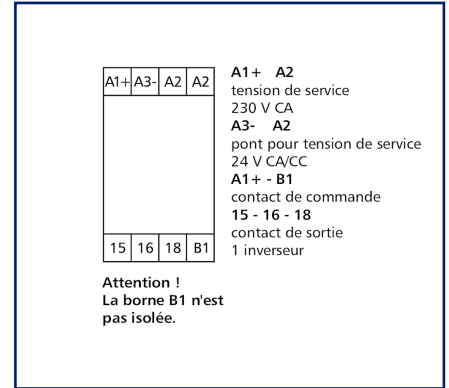 A1+ A3- A2 A2
15 16 18 B1
A1+ A2
tension de service
230 V CA
A3- A2
pont pour tension de service
24 V CA/CC
A1+ - B1
contact de commande
15 - 16 - 18
contact de sortie
1 inverseur
Attention !
La borne B1 n'est
pas isolée.